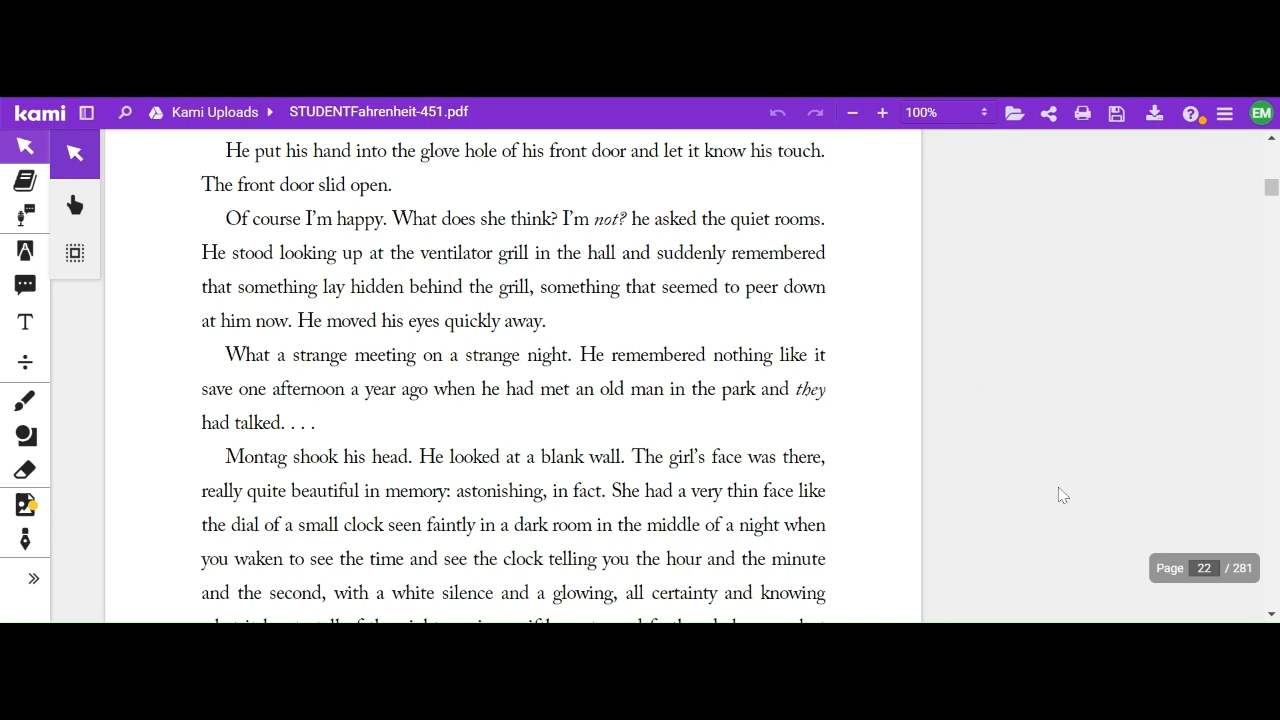 kami
Kami Uploads
STUDENTFahrenheit-451.pdf
100%
EM
He put his hand into the glove hole of his front door and let it know his touch.
The front door slid open.
Of course I'm happy. What does she think? I'm not? he asked the quiet rooms.
He stood looking up at the ventilator grill in the hall and suddenly remembered
that something lay hidden behind the grill, something that seemed to peer down
at him now. He moved his eyes quickly away.
What a strange meeting on a strange night. He remembered nothing like it
save one afternoon a year ago when he had met an old man in the park and they
had talked. . . .
Montag shook his head. He looked at a blank wall. The girl's face was there,
really quite beautiful in memory: astonishing, in fact. She had a very thin face like
the dial of a small clock seen faintly in a dark room in the middle of a night when
you waken to see the time and see the clock telling you the hour and the minute
and the second, with a white silence and a glowing, all certainty and knowing
Page 22 / 281